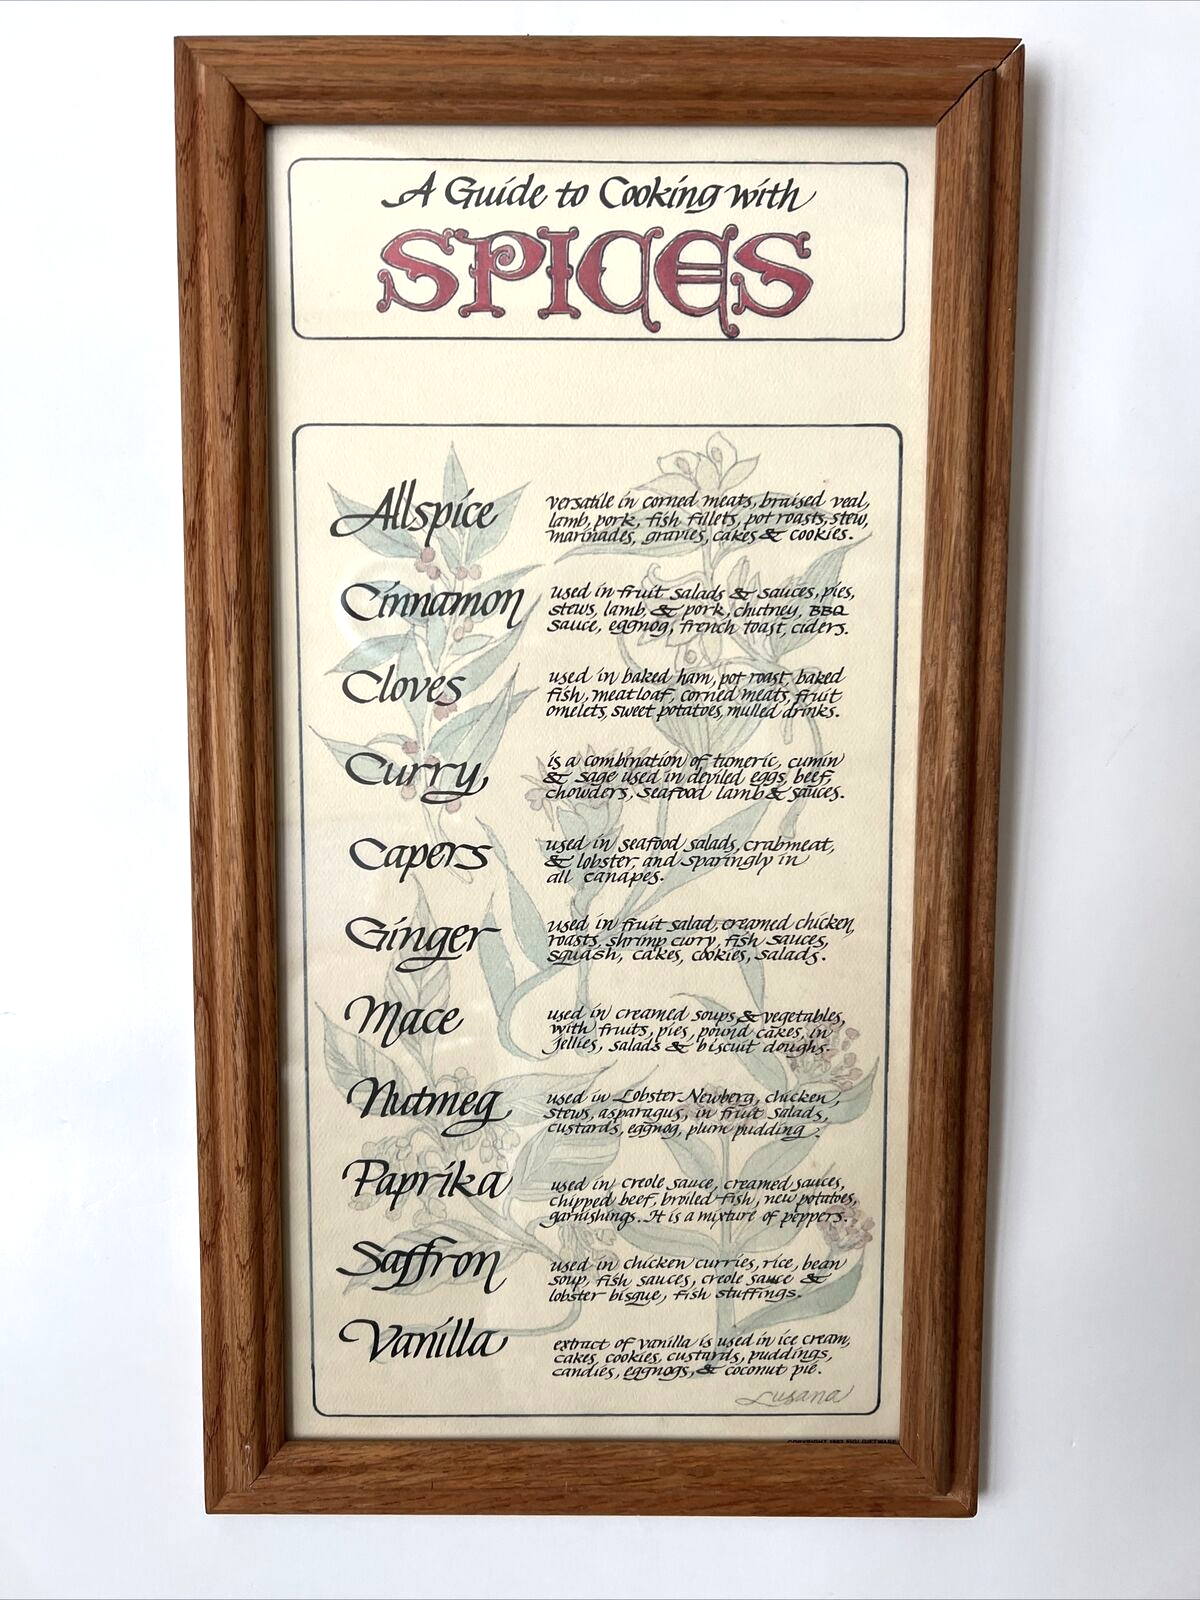 A Guide to Cooking with
SPICES
Allspice
versatile in corned meats, braised veal,
lamb, pork, fish fillets, pot roasts, stew,
marinades, gravies, cakes & cookies.
Cinnamon
used in fruit salads & sauces, pies,
stews, lamb, & pork, chutney, BBQ
sauce, eggnog, french toast, ciders.
Cloves
used in baked ham, pot roast, baked
fish, meatloaf, corned meats, fruit
omelets, sweet potatoes, mulled drinks.
Curry
is a combination of tumeric, cumin
& sage used in deviled eggs, beef,
chowders, seafood lamb & sauces.
Capers
used in seafood salads, crabmeat,
& lobster, and sparingly in
all canapes.
Ginger
used in fruit salad, creamed chicken,
roasts, shrimp curry, fish sauces,
squash, cakes, cookies, salads.
Mace
used in creamed soups & vegetables,
with fruits, pies, pound cakes, in
jellies, salads & biscuit doughs.
Nutmeg
used in Lobster-Newberg, chicken,
stews, asparagus, in fruit salads,
custards, eggnog, plum pudding.
Paprika
used in creole sauce, creamed sauces,
chipped beef, broiled fish, new potatoes,
garnishings. It is a mixture of peppers.
Saffron
used in chicken curries, rice, bean
soup, fish sauces, creole sauce &
lobster bisque, fish stuffings.
Vanilla
extract of vanilla is used in ice cream,
cakes, cookies, custards, puddings,
candies, eggnogs, & coconut pie.
Lusana
COPYRIGHT